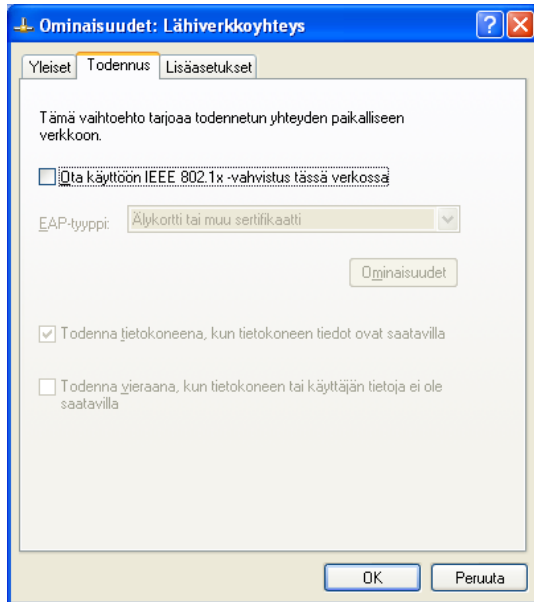 Ominaisuudet: Lähiverkkoyhteys
Yleiset Todennus Lisäasetukset
Tämä vaihtoehto tarjoaa todennetun yhteyden paikalliseen
verkkoon.
Ota käyttöön IEEE 802.1x -vahvistus tässä verkossa
EAP-tyyppi: Älykortti tai muu sertifikaatti
Ominaisuudet
Todenna tietokoneena, kun tietokoneen tiedot ovat saatavilla
Todenna vieraana, kun tietokoneen tai käyttäjän tietoja ei ole
saatavilla
OK Peruuta